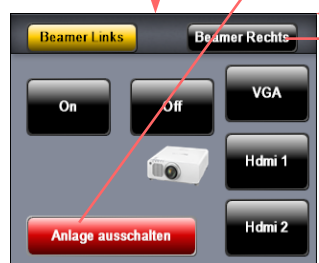 Beamer Links
Beamer Rechts
On
Off
VGA
Hdmi 1
Anlage ausschalten
Hdmi 2